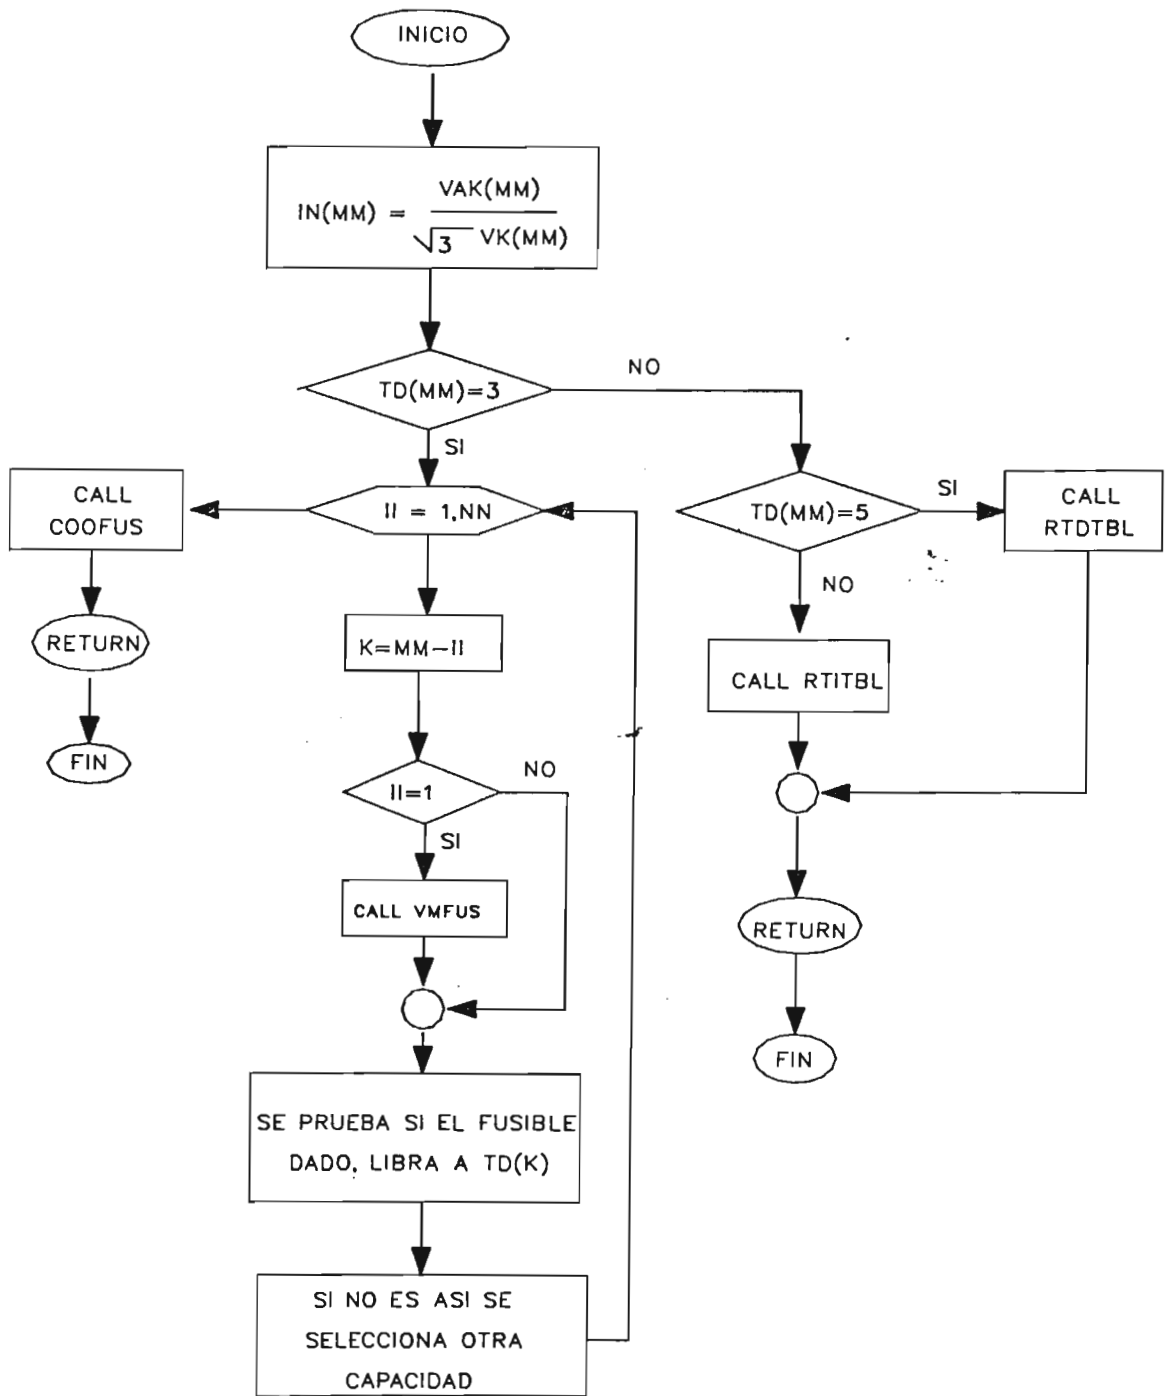 INICIO
IN(MM) = VAK(MM) / √3 VK(MM)
TD(MM)=3
NO
SI
II = 1,NN
CALL
COOFUS
RETURN
FIN
K=MM-II
II=1
NO
SI
CALL VMFUS
SE PRUEBA SI EL FUSIBLE
DADO, LIBRA A TD(K)
SI NO ES ASI SE
SELECCIONA OTRA
CAPACIDAD
TD(MM)=5
SI
CALL
RTDTBL
NO
CALL RTITBL
RETURN
FIN